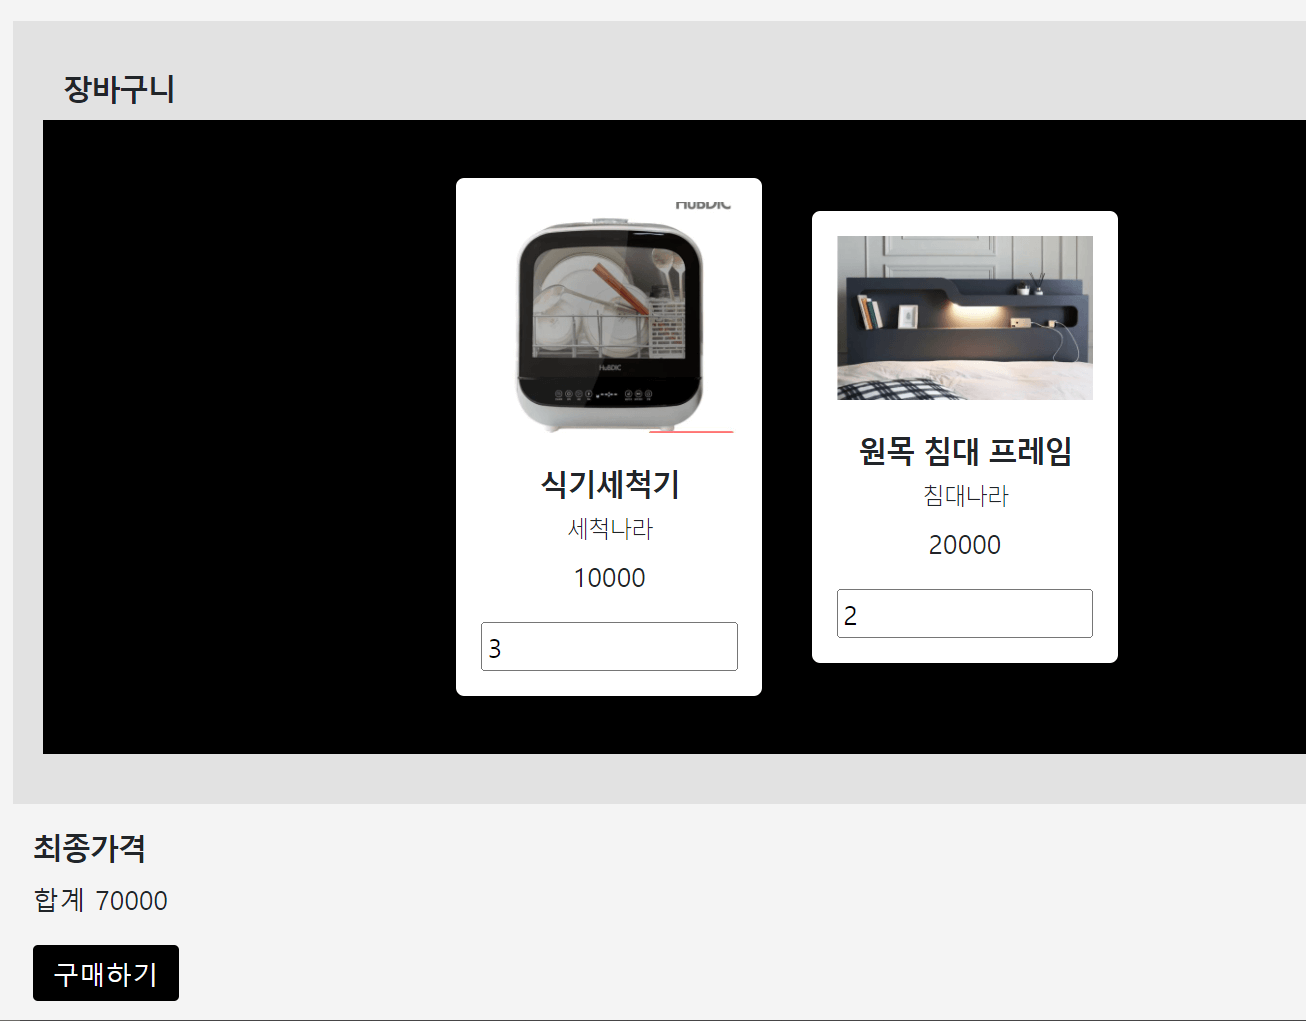 장바구니
HUBDIC
HUBDIC
식기세척기
세척나라
10000
3
원목 침대 프레임
침대나라
20000
2
최종가격
합계 70000
구매하기